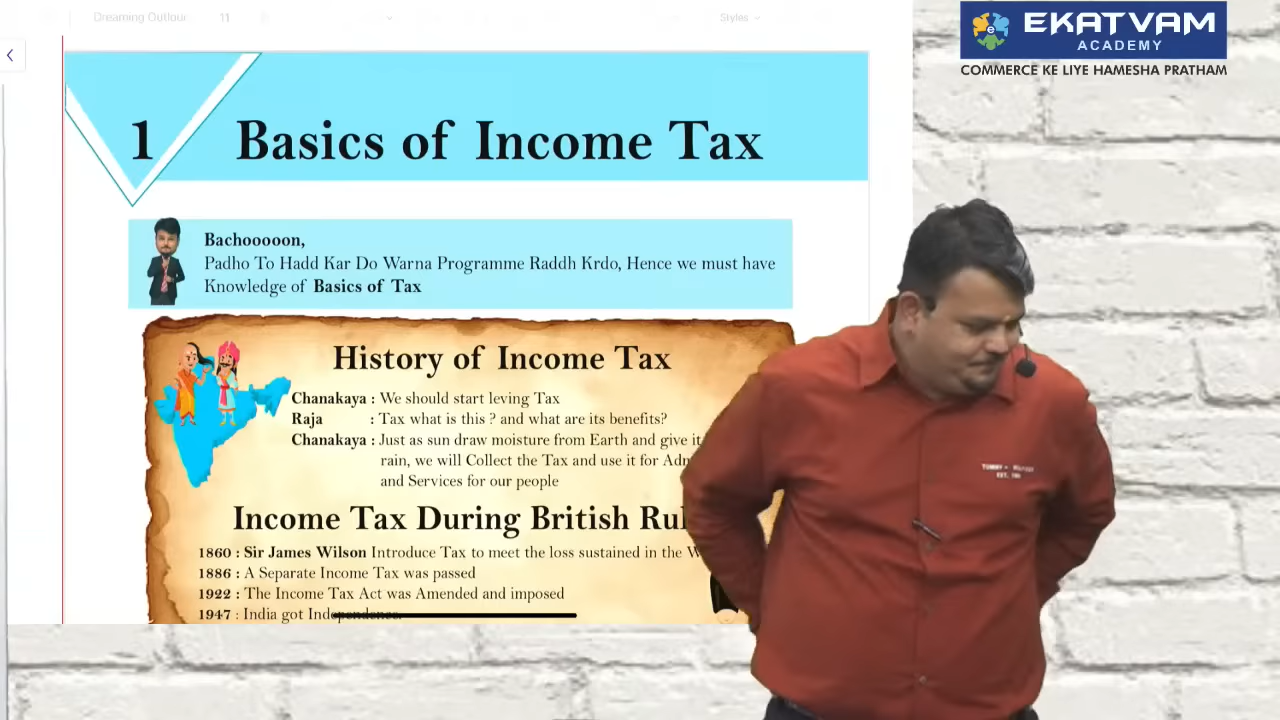 Dreaming Outlour 11 Styles
EKATVAM
ACADEMY
COMMERCE KE LIYE HAMESHA PRATHAM
1 Basics of Income Tax
Bachooooon,
Padho To Hadd Kar Do Warna Programme Raddh Krdo, Hence we must have
Knowledge of Basics of Tax
History of Income Tax
Chanakaya : We should start leving Tax
Raja : Tax what is this ? and what are its benefits?
Chanakaya : Just as sun draw moisture from Earth and give it
rain, we will Collect the Tax and use it for
and Services for our people
Income Tax During British
1860 : Sir James Wilson Introduce Tax to meet the loss sustained in the
1886 : A Separate Income Tax was passed
1922 : The Income Tax Act was Amended and imposed
1947 : India got Independence.